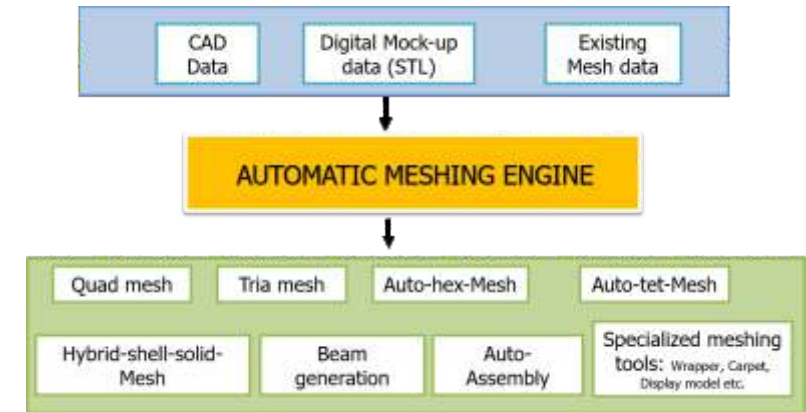 CAD
Data
Digital Mock-up
data (STL)
Existing
Mesh data
AUTOMATIC MESHING ENGINE
Quad mesh
Tria mesh
Auto-hex-Mesh
Auto-tet-Mesh
Hybrid-shell-solid-
Mesh
Beam
generation
Auto-
Assembly
Specialized meshing
tools: Wrapper, Carpet,
Display model etc.